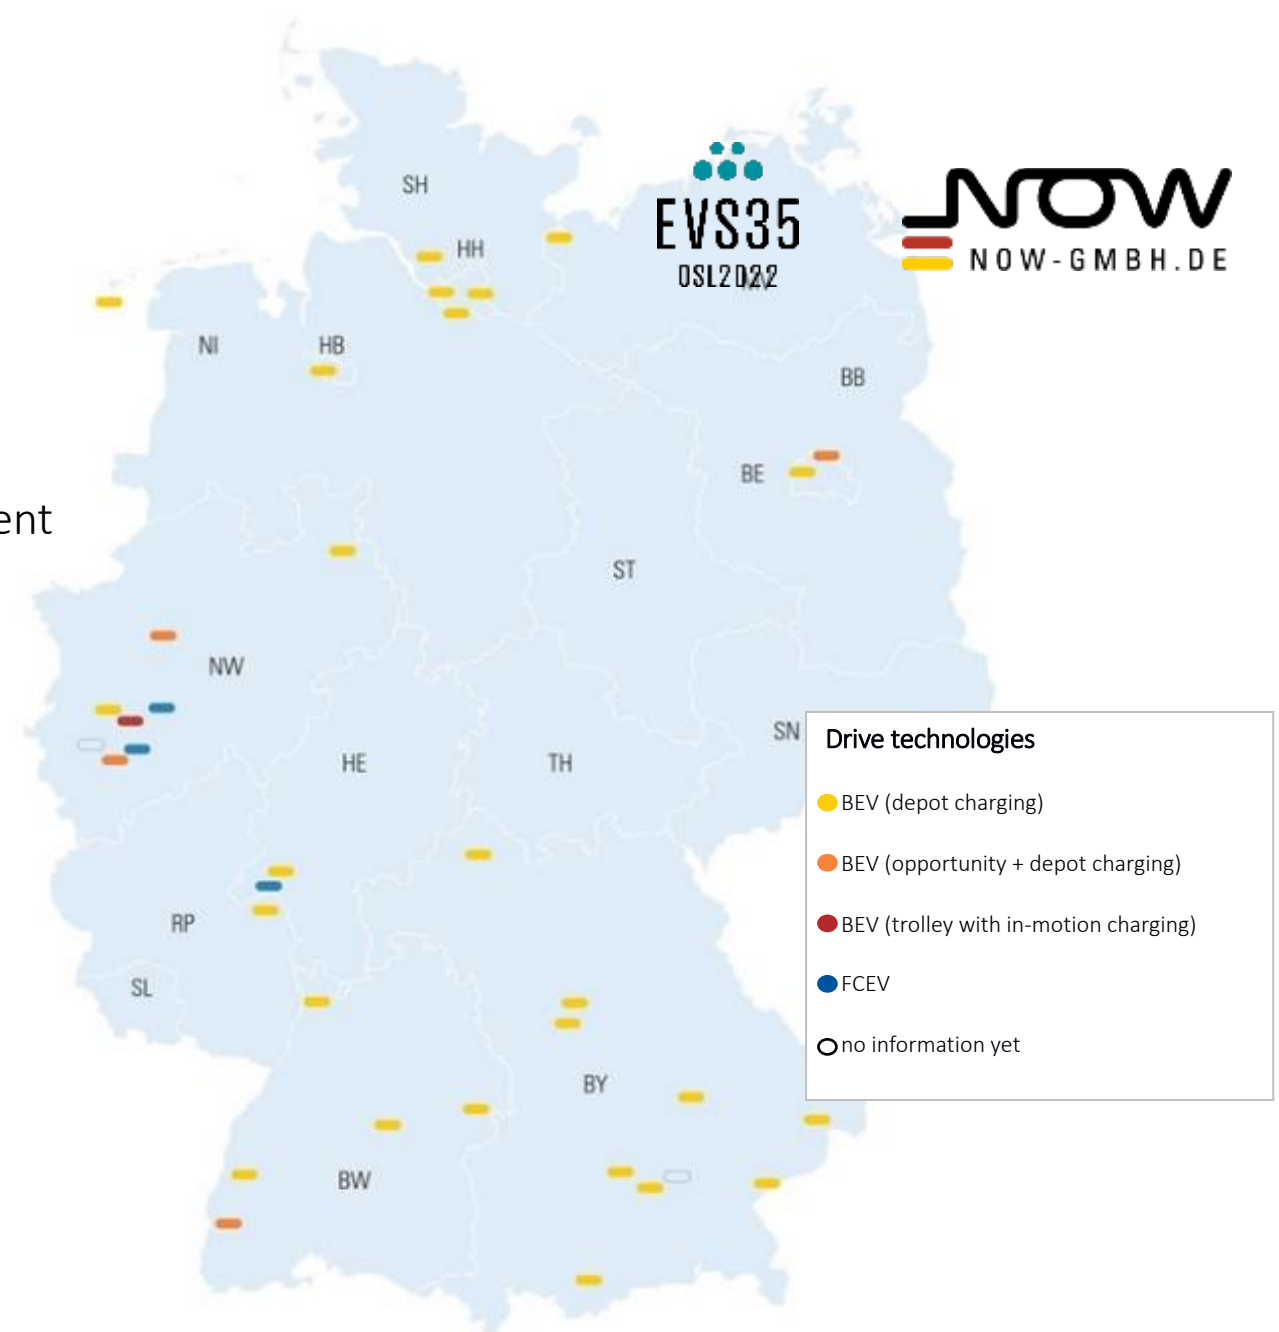 SH
EVS35
HH
OSL2022
NOW
NOW-GMBH.DE
MV
NI
HB
BB
BE
ent
ST
NW
SN
Drive technologies
HE
TH
BEV (depot charging)
BEV (opportunity + depot charging)
RP
BEV (trolley with in-motion charging)
SL
FCEV
no information yet
BY
BW